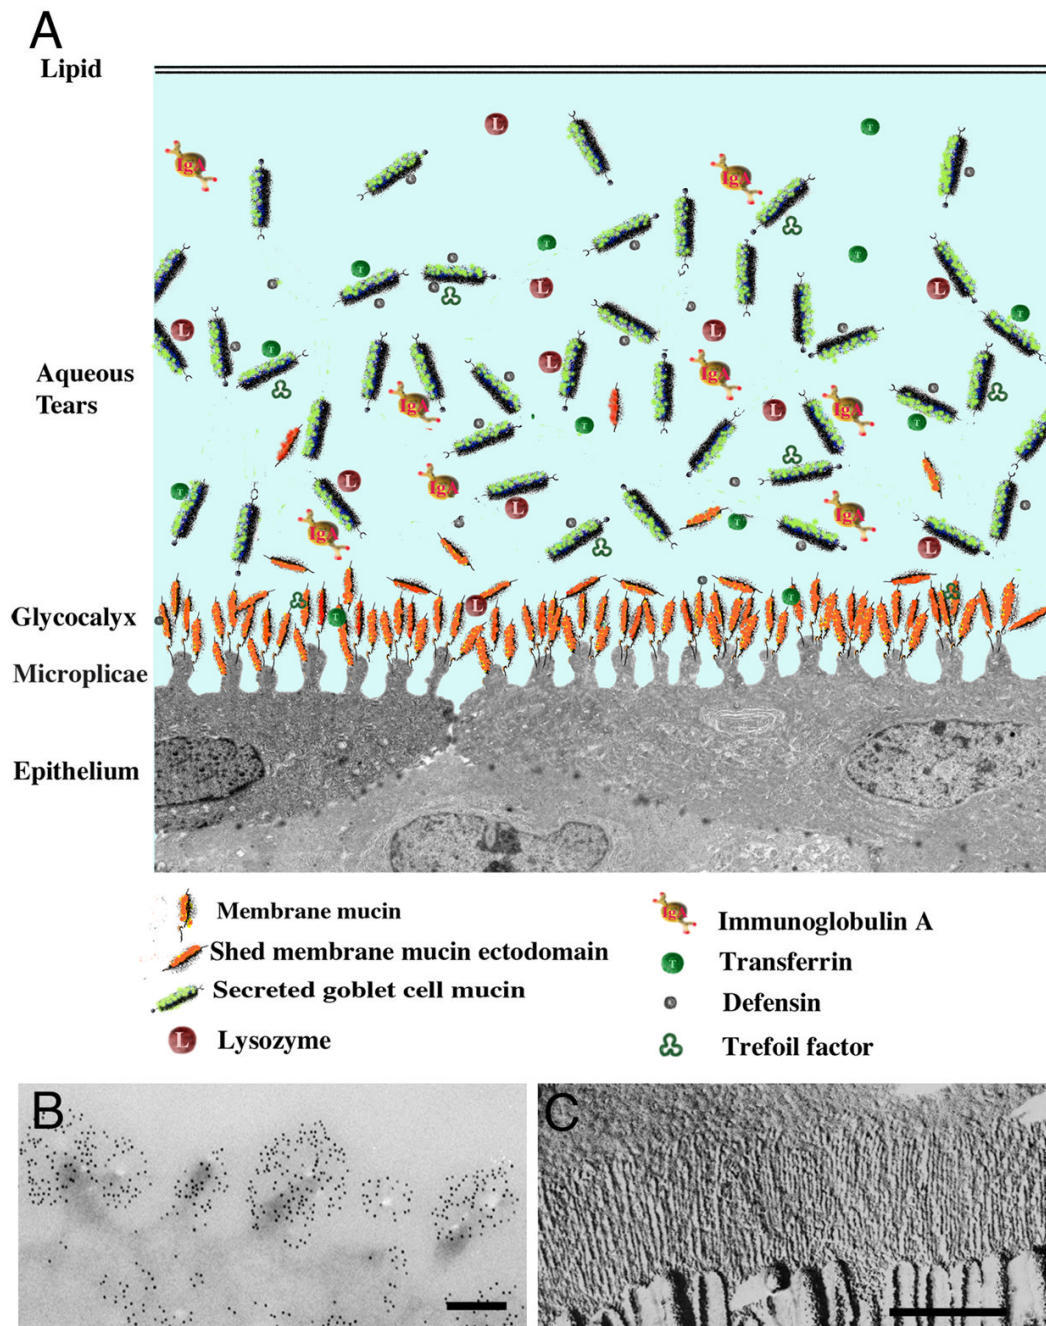 A
Lipid
Aqueous
Tears
Glycocalyx
Microplicae
Epithelium
Membrane mucin
Shed membrane mucin ectodomain
Secreted goblet cell mucin
L Lysozyme
IgA Immunoglobulin A
T Transferrin
Defensin
Trefoil factor
B
C